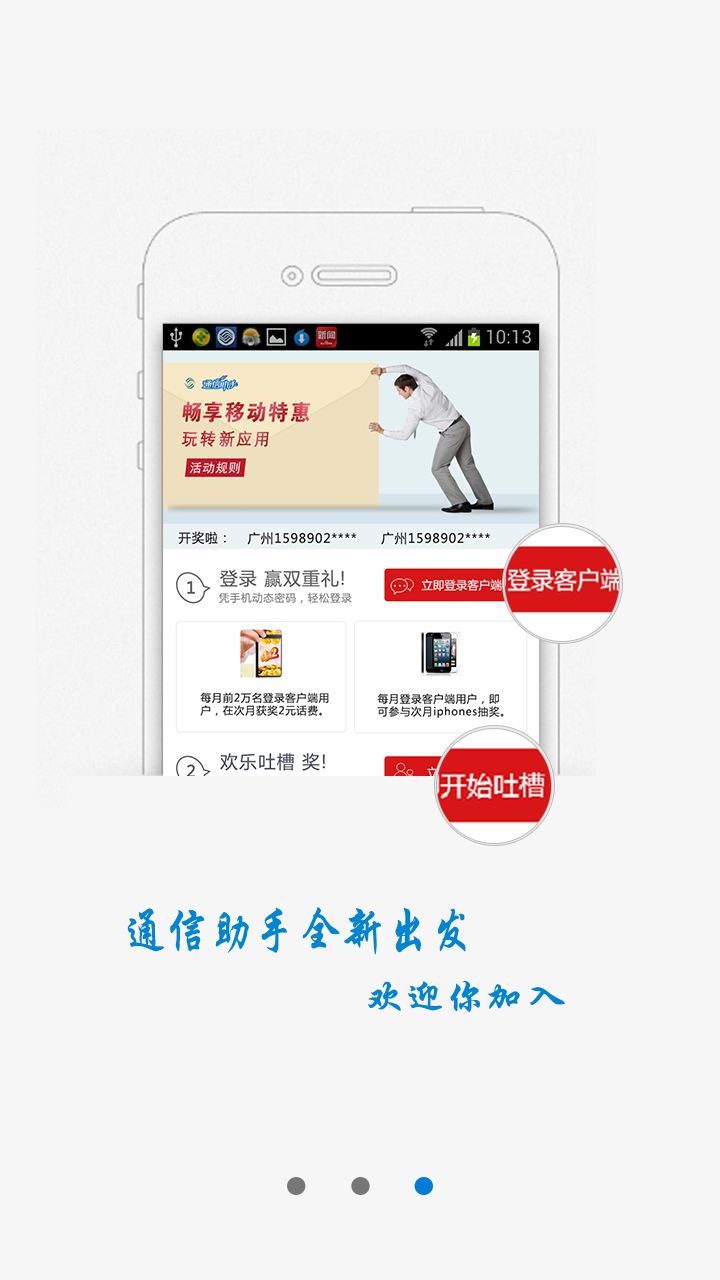 新闻
10:13
通信助手
畅享移动特惠
玩转新应用
活动规则
开奖啦： 广州1598902**** 广州1598902****
1
登录 赢双重礼!
凭手机动态密码，轻松登录
立即登录客户端
登录客户端
每月前2万名登录客户端用
户，在次月获奖2元话费。
每月登录客户端用户，即
可参与次月iphones抽奖。
2
欢乐吐槽 奖!
开始吐槽
通信助手全新出发
欢迎你加入